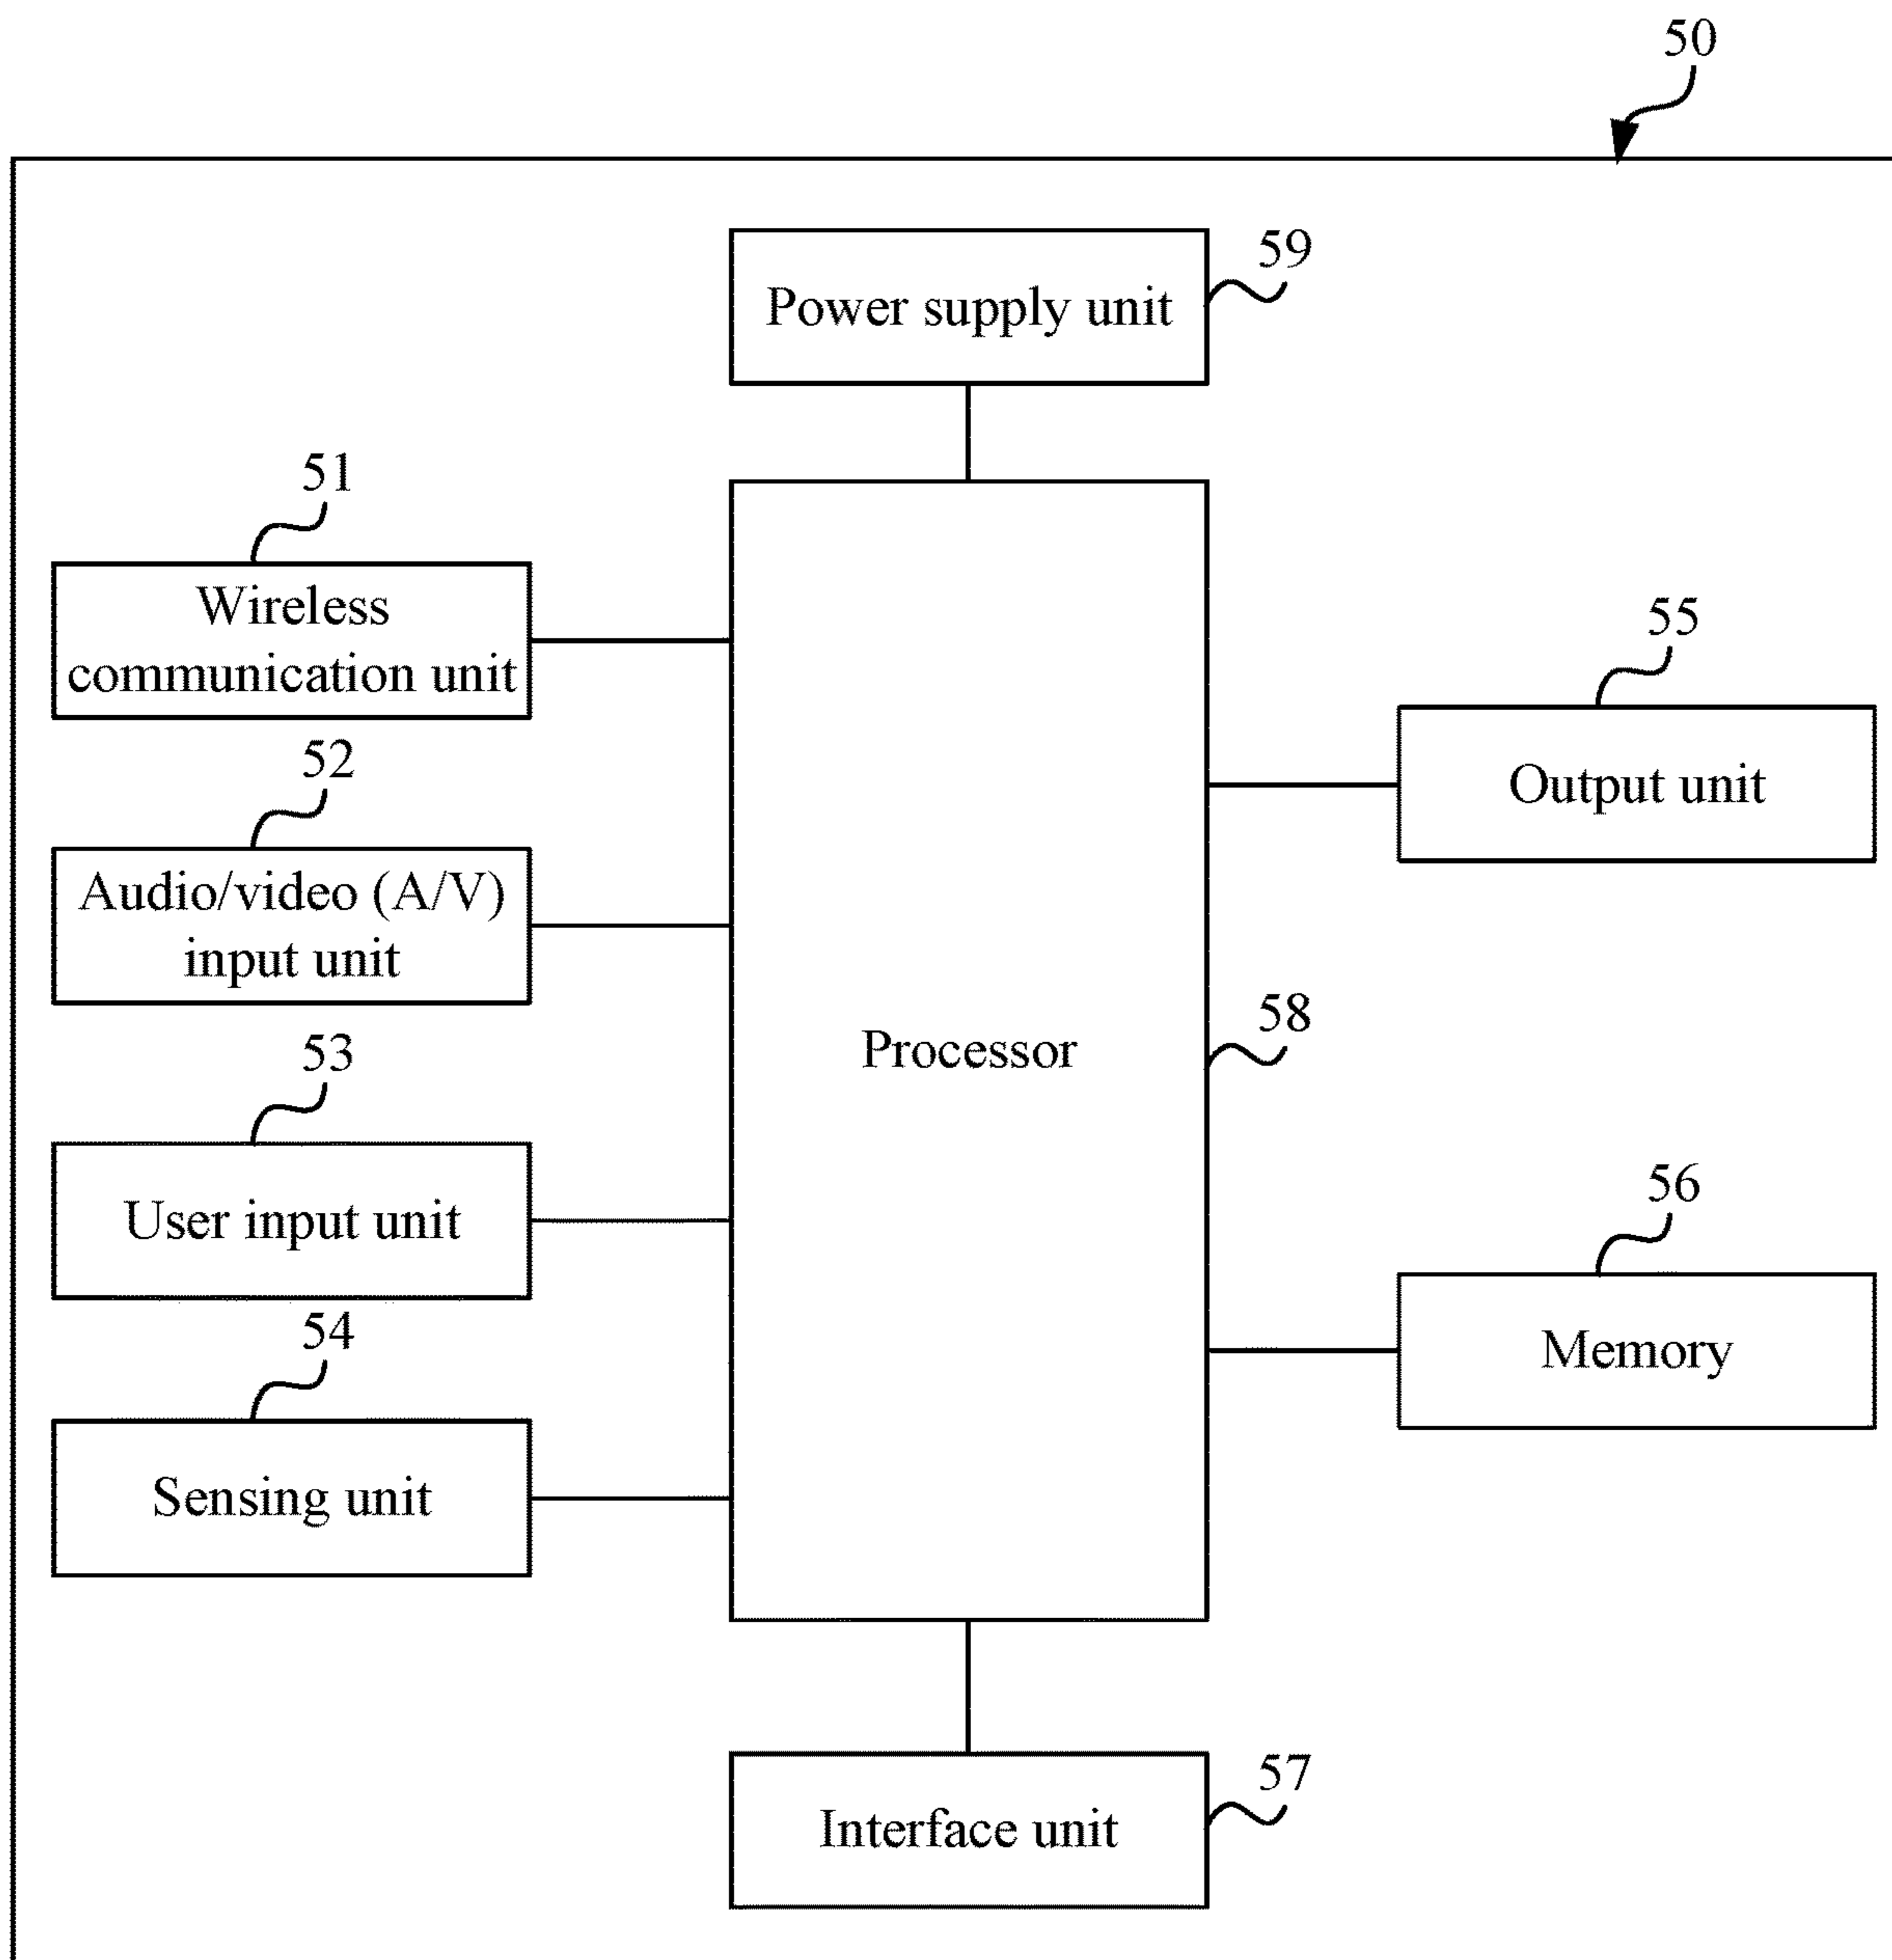 50
59
Power supply unit
51
Wireless
communication unit
55
Output unit
52
Audio/video (A/V)
input unit
58
Processor
53
User input unit
56
Memory
54
Sensing unit
57
Interface unit